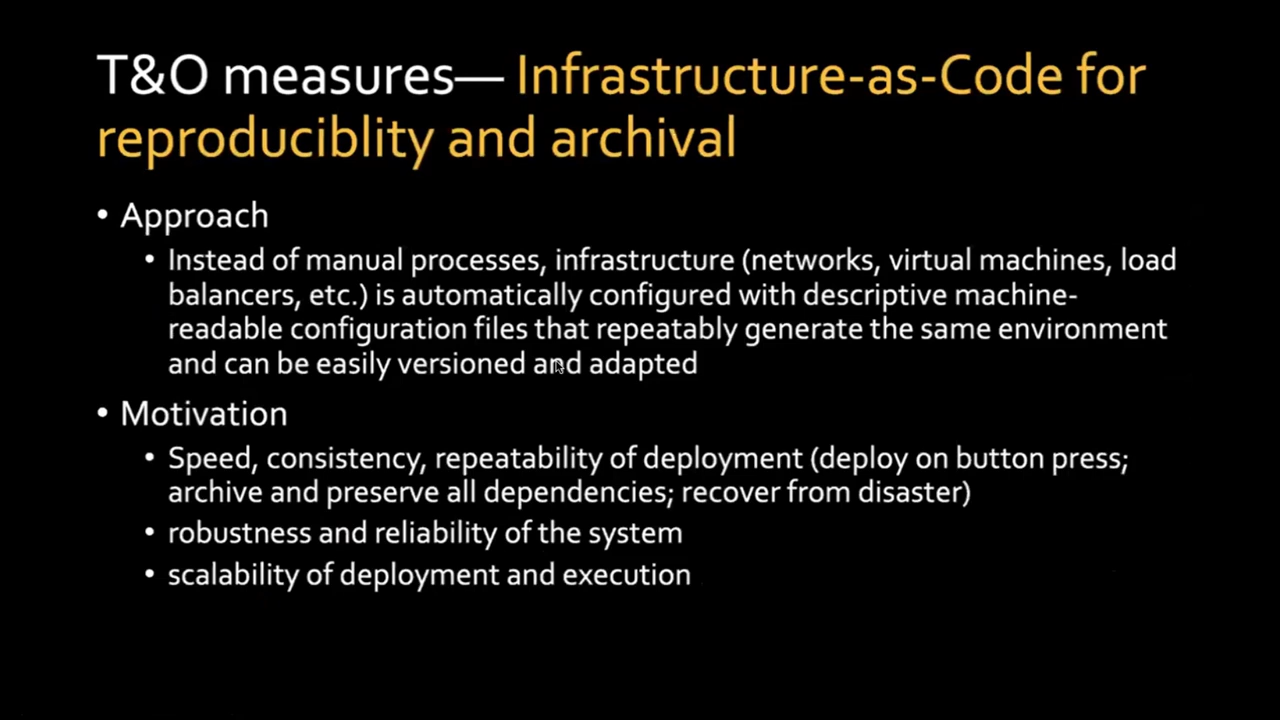 T&O measures— Infrastructure-as-Code for
reproduciblity and archival
• Approach
• Instead of manual processes, infrastructure (networks, virtual machines, load
balancers, etc.) is automatically configured with descriptive machine-
readable configuration files that repeatably generate the same environment
and can be easily versioned and adapted
• Motivation
• Speed, consistency, repeatability of deployment (deploy on button press;
archive and preserve all dependencies; recover from disaster)
• robustness and reliability of the system
• scalability of deployment and execution